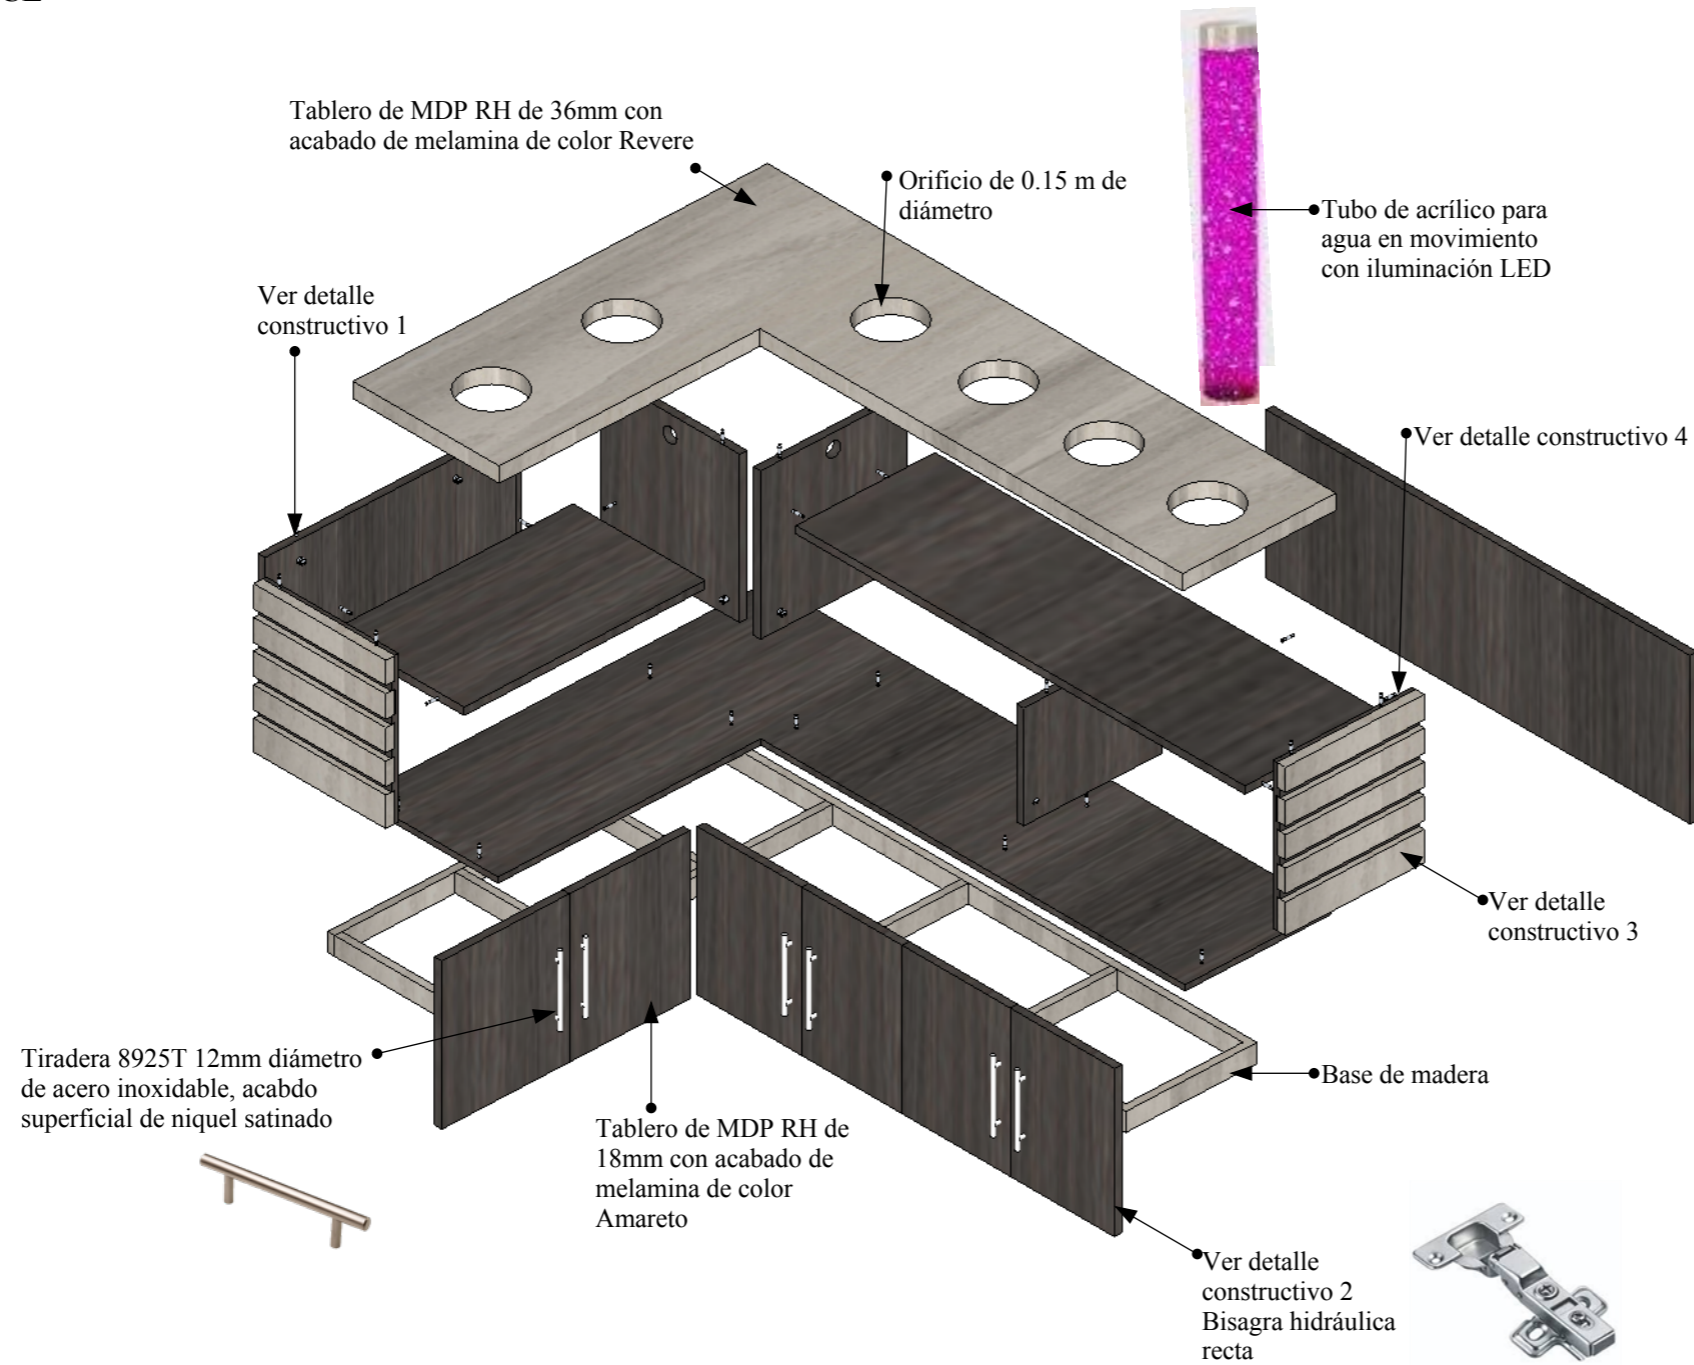 Tablero de MDP RH de 36mm con
acabado de melamina de color Revere
Orificio de 0.15 m de
diámetro
Tubo de acrílico para
agua en movimiento
con iluminación LED
Ver detalle
constructivo 1
Ver detalle constructivo 4
Ver detalle
constructivo 3
Tiradera 8925T 12mm diámetro
de acero inoxidable, acabdo
superficial de niquel satinado
Base de madera
Tablero de MDP RH de
18mm con acabado de
melamina de color
Amareto
Ver detalle
constructivo 2
Bisagra hidráulica
recta